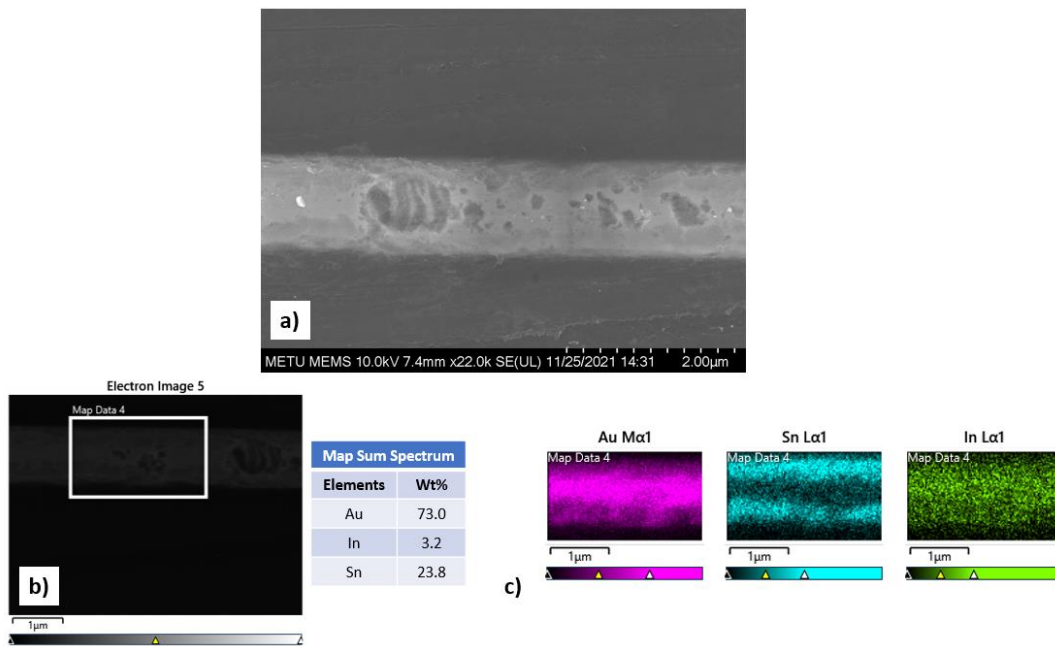 a)
METU MEMS 10.0kV 7.4mm x22.0k SE(UL) 11/25/2021 14:31 2.00µm
Electron Image 5
Map Data 4
b)
1µm
Map Sum Spectrum
Elements Wt%
Au 73.0
In 3.2
Sn 23.8
c)
Au Mα1 Sn Lα1 In Lα1
Map Data 4 Map Data 4 Map Data 4
1µm 1µm 1µm